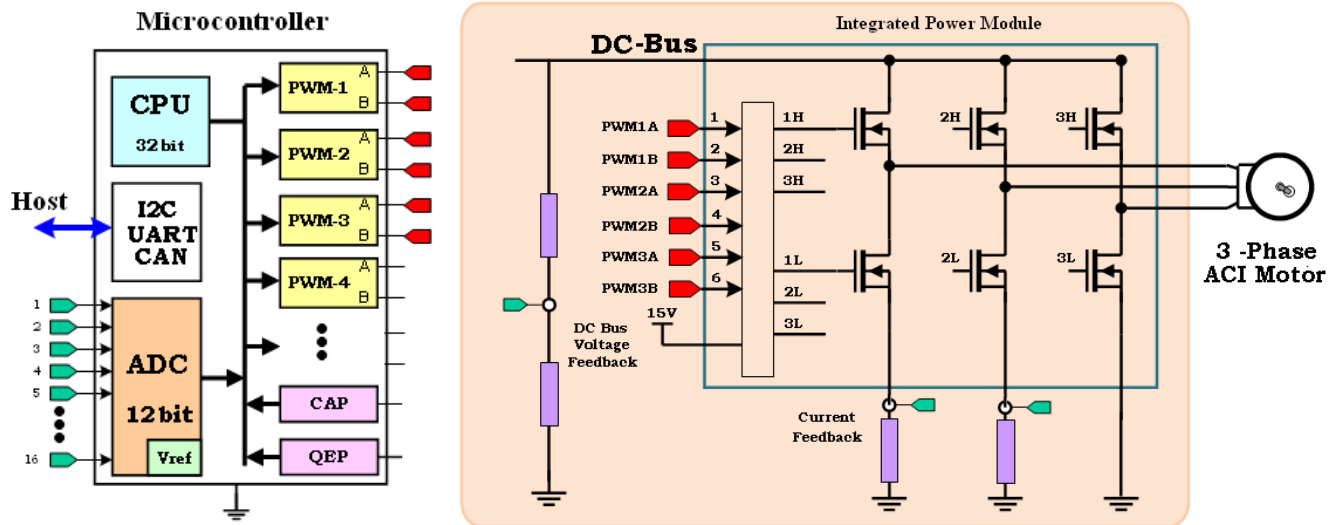 Microcontroller
CPU
32bit
Host
I2C
UART
CAN
1
2
3
4
5
16
ADC
12bit
Vref
PWM-1
A
B
PWM-2
A
B
PWM-3
A
B
PWM-4
A
B
CAP
QEP
Integrated Power Module
DC-Bus
PWM1A
PWM1B
PWM2A
PWM2B
PWM3A
PWM3B
1
2
3
4
5
6
15V
1H
2H
3H
1L
2L
3L
2H
3H
2L
3L
DC Bus
Voltage
Feedback
Current
Feedback
3 -Phase
ACI Motor